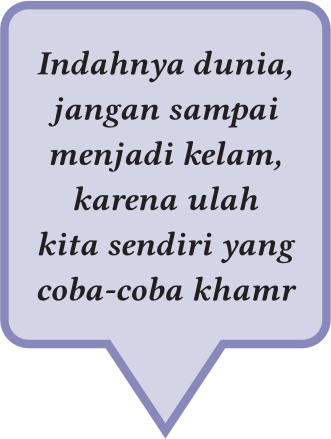 Indahnya dunia,
jangan sampai
menjadi kelam,
karena ulah
kita sendiri yang
coba-coba khamr